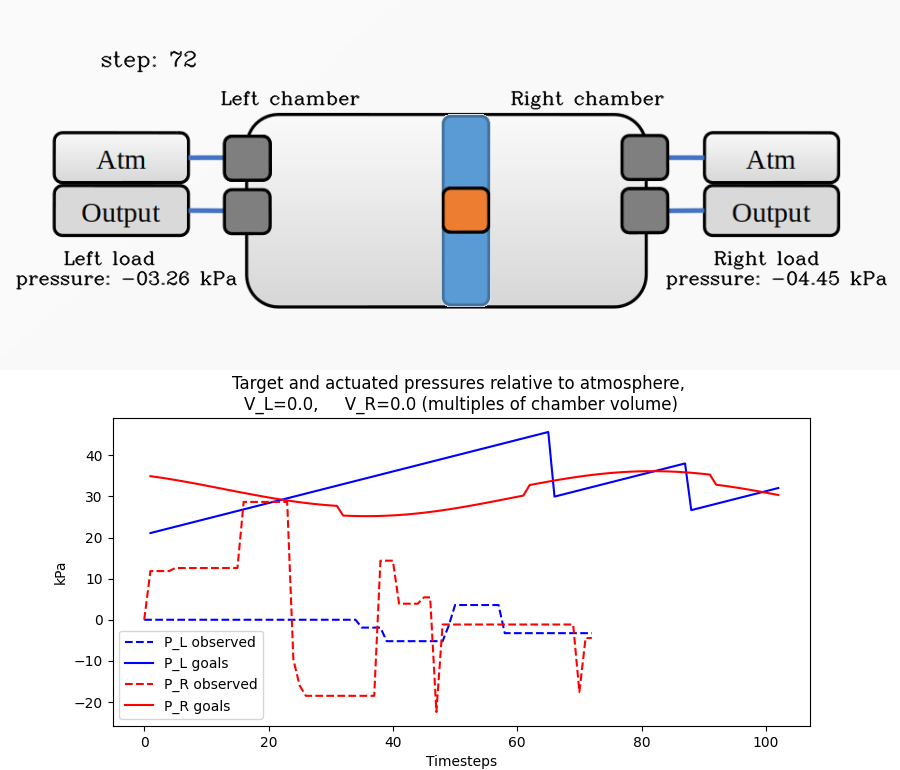 step: 72
Left chamber
Right chamber
Atm
Atm
Output
Output
Left load
pressure: -03.26 kPa
Right load
pressure: -04.45 kPa
Target and actuated pressures relative to atmosphere,
V_L=0.0, V_R=0.0 (multiples of chamber volume)
40
30
20
10
0
−10
−20
kPa
P_L observed
P_L goals
P_R observed
P_R goals
0 20 40 60 80 100
Timesteps